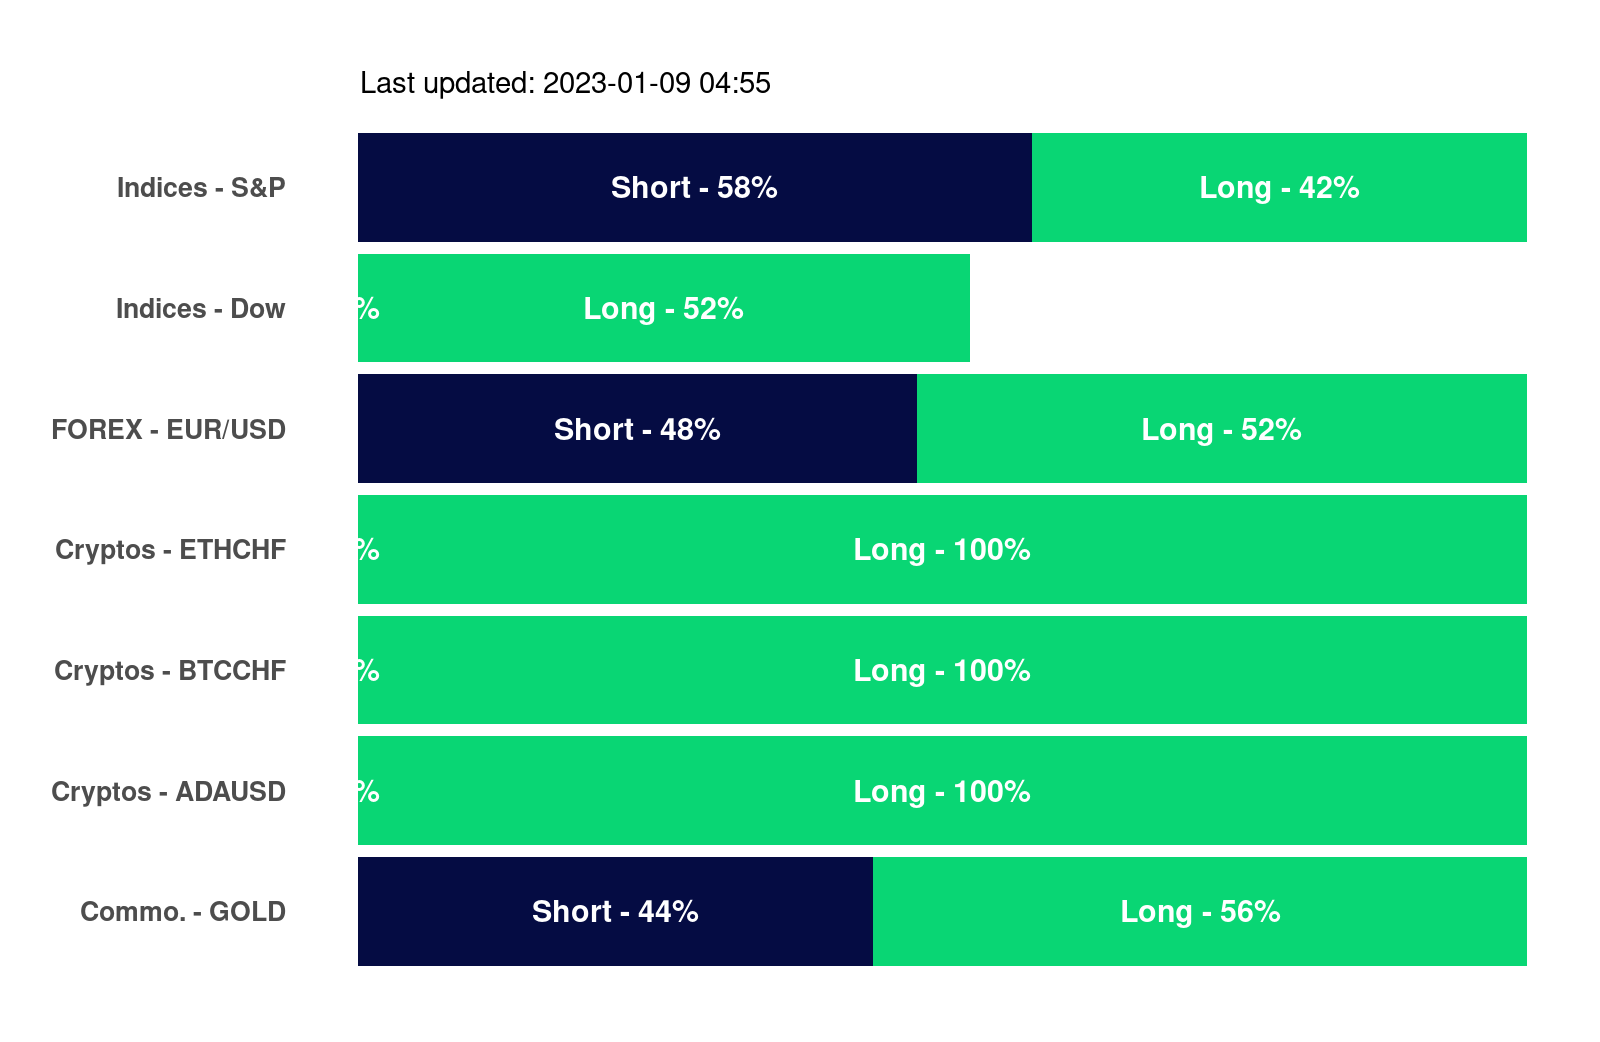 Last updated: 2023-01-09 04:55
Indices - S&P Short - 58% Long - 42%
Indices - Dow % Long - 52%
FOREX - EUR/USD Short - 48% Long - 52%
Cryptos - ETHCHF % Long - 100%
Cryptos - BTCCHF % Long - 100%
Cryptos - ADAUSD % Long - 100%
Commo. - GOLD Short - 44% Long - 56%